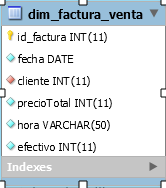 dim_factura_venta
id_factura INT(11)
fecha DATE
cliente INT(11)
precioTotal INT(11)
hora VARCHAR(50)
efectivo INT(11)
Indexes